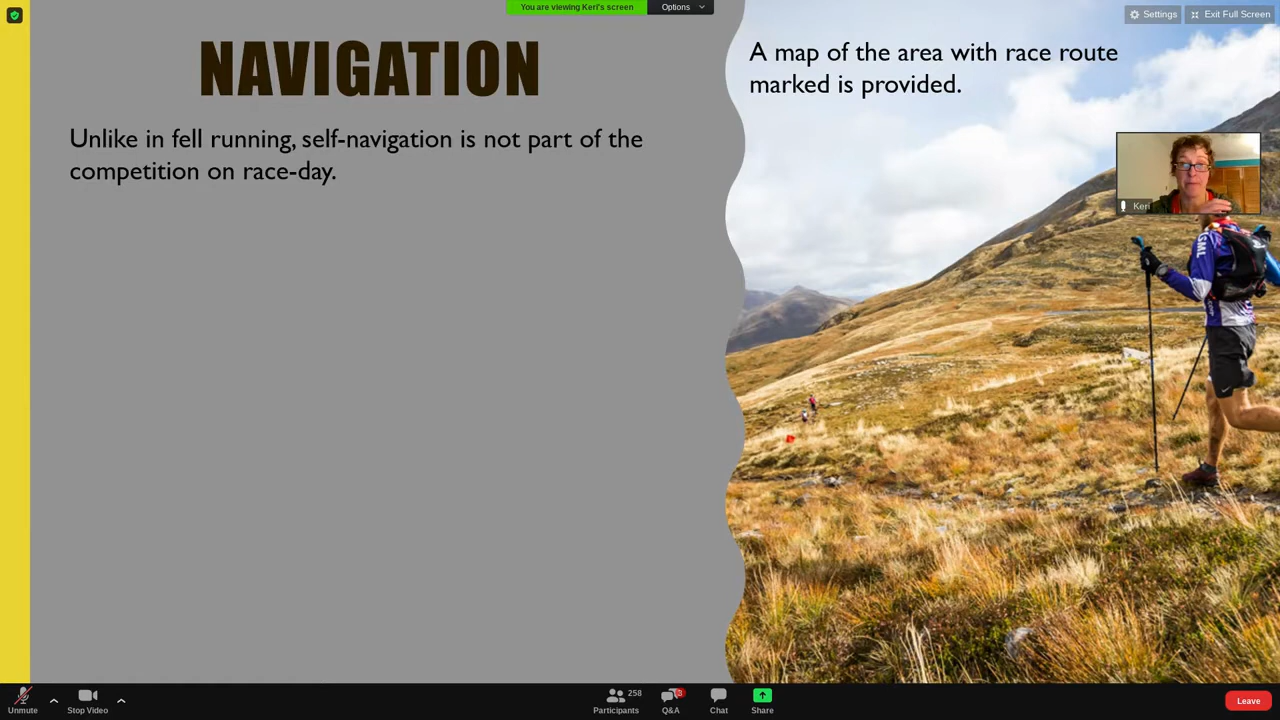 You are viewing Keri's screen
Options
Settings
Exit Full Screen
NAVIGATION
Unlike in fell running, self-navigation is not part of the
competition on race-day.
A map of the area with race route
marked is provided.
Keri
Unmute
Stop Video
258
Participants
3
Q&A
Chat
Share
Leave